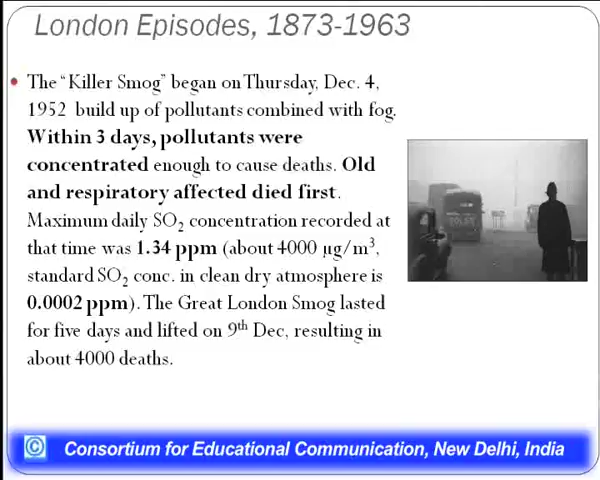 London Episodes, 1873-1963
• The “Killer Smog” began on Thursday, Dec. 4,
1952 build up of pollutants combined with fog.
Within 3 days, pollutants were
concentrated enough to cause deaths. Old
and respiratory affected died first.
Maximum daily SO₂ concentration recorded at
that time was 1.34 ppm (about 4000 µg/m³,
standard SO₂ conc. in clean dry atmosphere is
0.0002 ppm). The Great London Smog lasted
for five days and lifted on 9th Dec, resulting in
about 4000 deaths.
© Consortium for Educational Communication, New Delhi, India